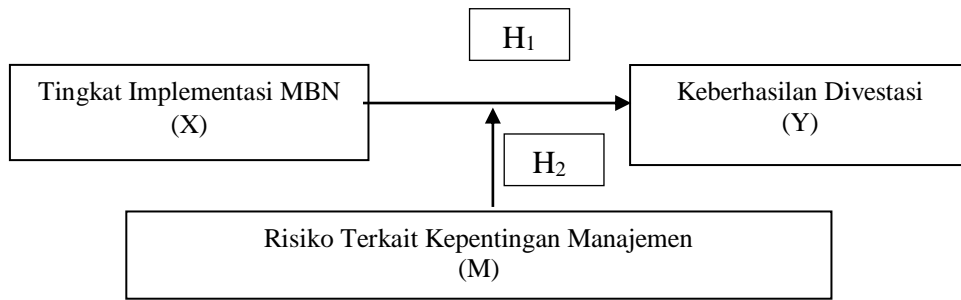 H₁
Tingkat Implementasi MBN
(X)
Keberhasilan Divestasi
(Y)
H₂
Risiko Terkait Kepentingan Manajemen
(M)